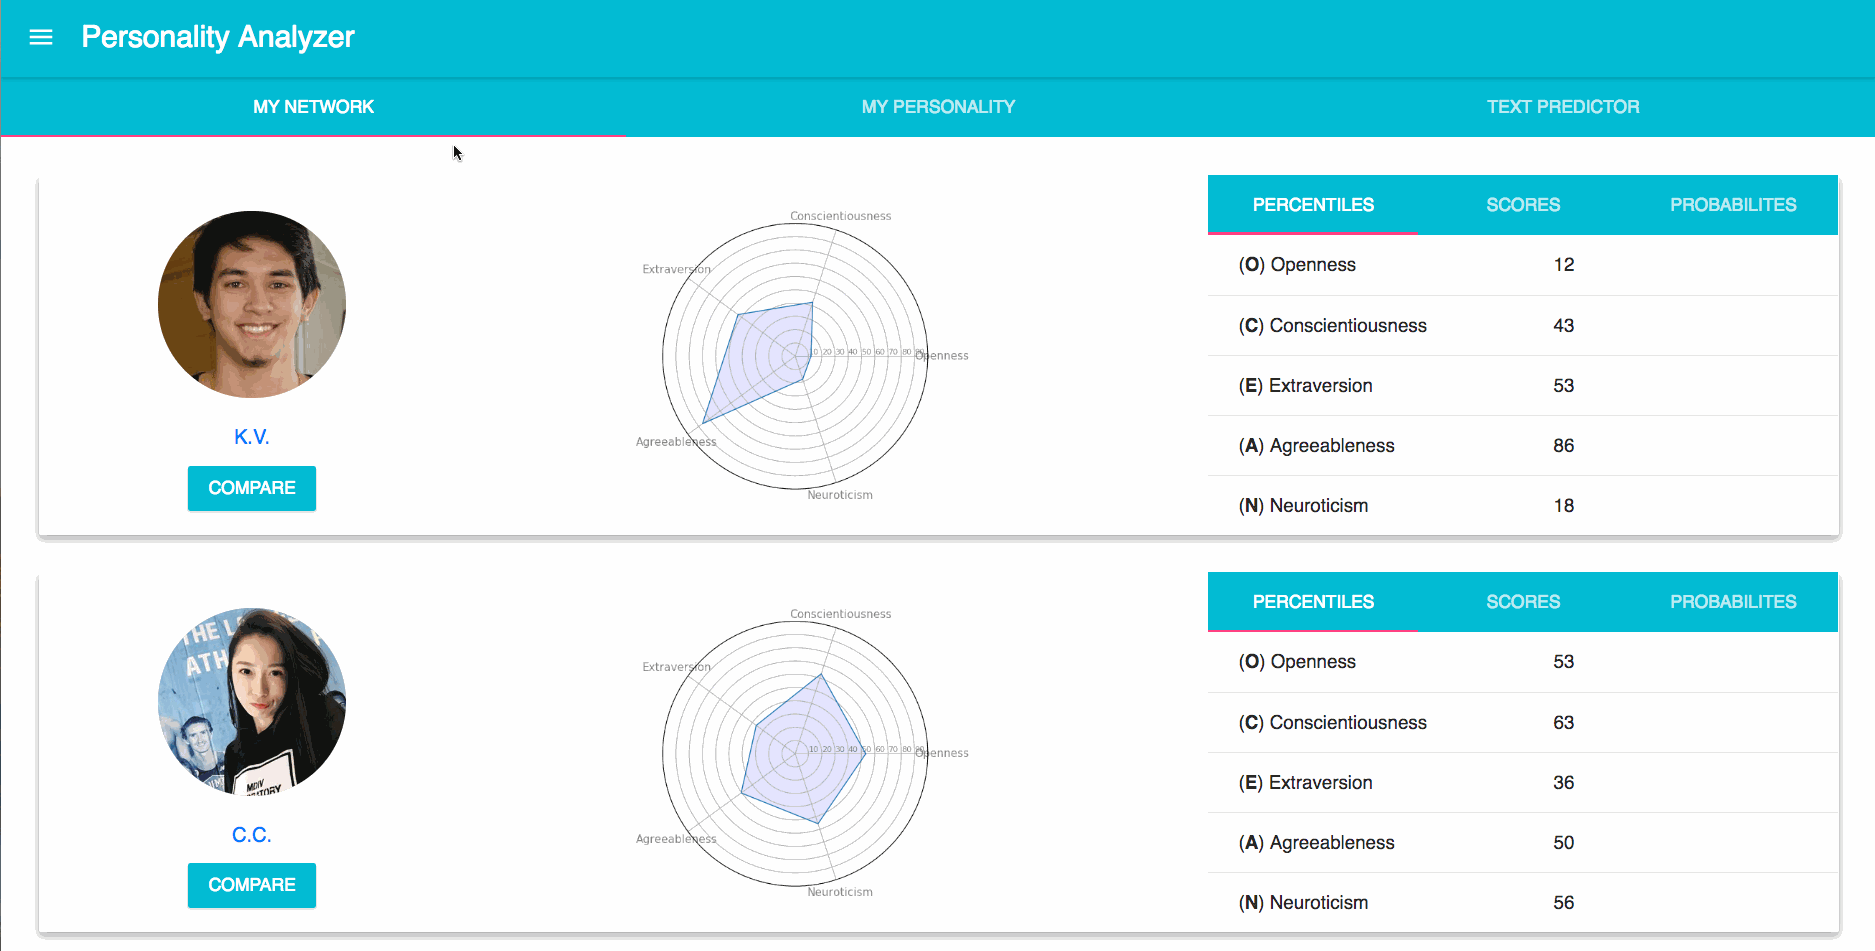 Personality Analyzer
MY NETWORK
MY PERSONALITY
TEXT PREDICTOR
K.V.
COMPARE
Conscientiousness
Extraversion
10 20 30 40 50 60 70 80 90
Openness
Agreeableness
Neuroticism
PERCENTILES SCORES PROBABILITES
(O) Openness 12
(C) Conscientiousness 43
(E) Extraversion 53
(A) Agreeableness 86
(N) Neuroticism 18
THE
ATH
C.C.
COMPARE
Conscientiousness
Extraversion
10 20 30 40 50 60 70 80 90
Openness
Agreeableness
Neuroticism
PERCENTILES SCORES PROBABILITES
(O) Openness 53
(C) Conscientiousness 63
(E) Extraversion 36
(A) Agreeableness 50
(N) Neuroticism 56